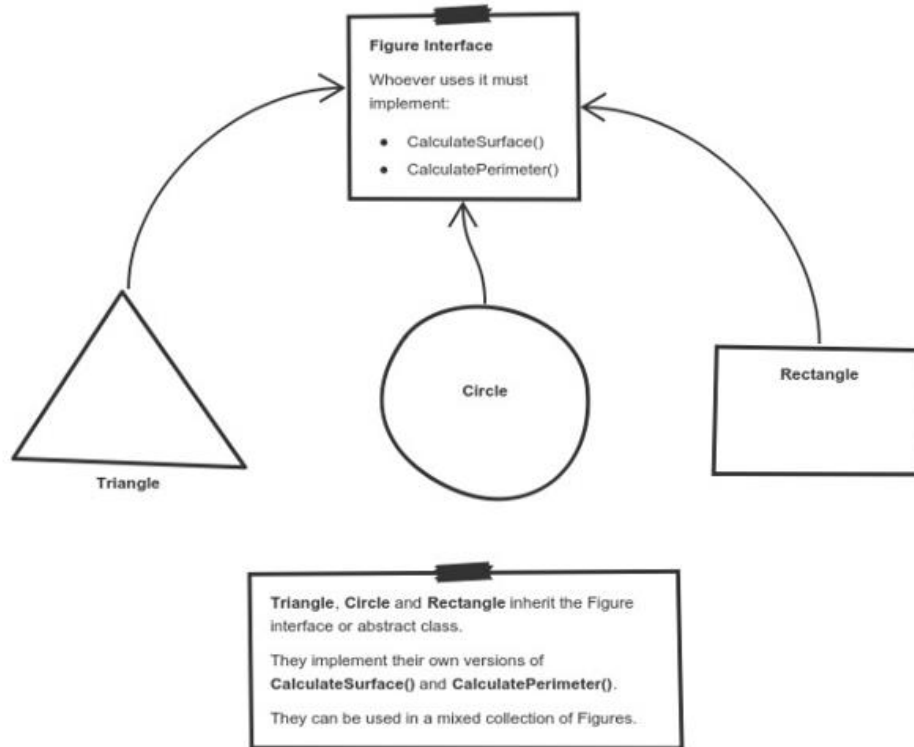 Figure Interface
Whoever uses it must
implement:
● CalculateSurface()
● CalculatePerimeter()
Circle
Rectangle
Triangle
Triangle, Circle and Rectangle inherit the Figure
interface or abstract class.
They implement their own versions of
CalculateSurface() and CalculatePerimeter().
They can be used in a mixed collection of Figures.